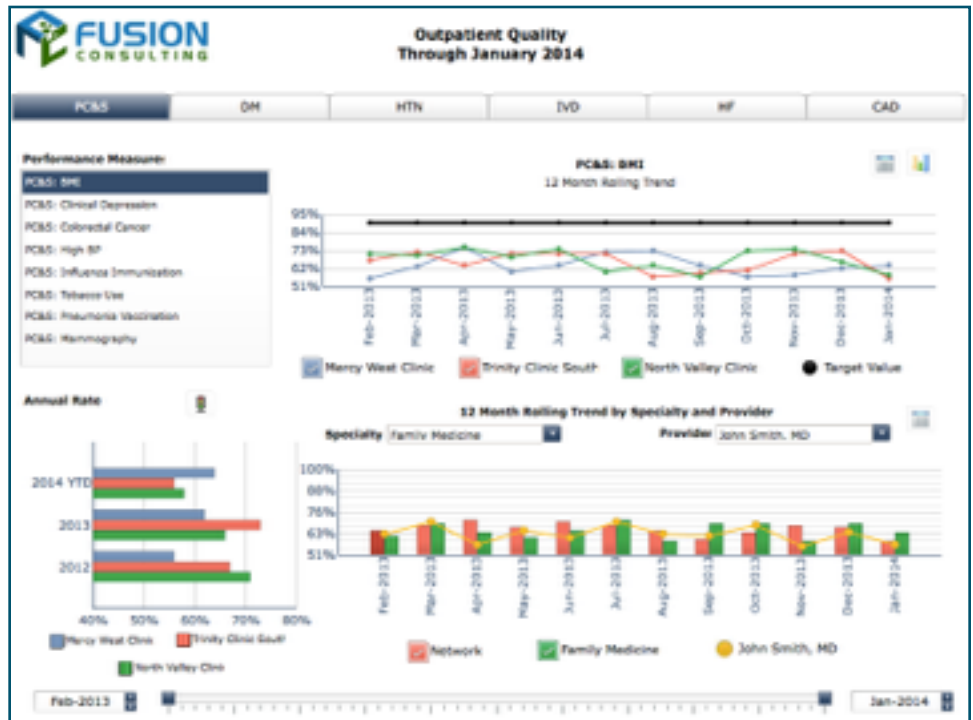 FUSION
CONSULTING
Outpatient Quality
Through January 2014
PC&S DM HTN IVD HF CAD
Performance Measure:
PC&S: BMI
PC&S: Clinical Depression
PC&S: Colorectal Cancer
PC&S: High BP
PC&S: Influenza Immunization
PC&S: Tobacco Use
PC&S: Pneumonia Vaccination
PC&S: Mammography
PC&S: BMI
12 Month Rolling Trend
95%
84%
73%
62%
51%
Feb-2013 Mar-2013 Apr-2013 May-2013 Jun-2013 Jul-2013 Aug-2013 Sep-2013 Oct-2013 Nov-2013 Dec-2013 Jan-2014
Mercy West Clinic Trinity Clinic South North Valley Clinic Target Value
Annual Rate
2014 YTD
2013
2012
40% 50% 60% 70% 80%
Mercy West Clinic Trinity Clinic South
North Valley Clinic
12 Month Rolling Trend by Specialty and Provider
Specialty Family Medicine Provider John Smith, MD
100%
88%
76%
63%
51%
Feb-2013 Mar-2013 Apr-2013 May-2013 Jun-2013 Jul-2013 Aug-2013 Sep-2013 Oct-2013 Nov-2013 Dec-2013 Jan-2014
Network Family Medicine John Smith, MD
Feb-2013 Jan-2014